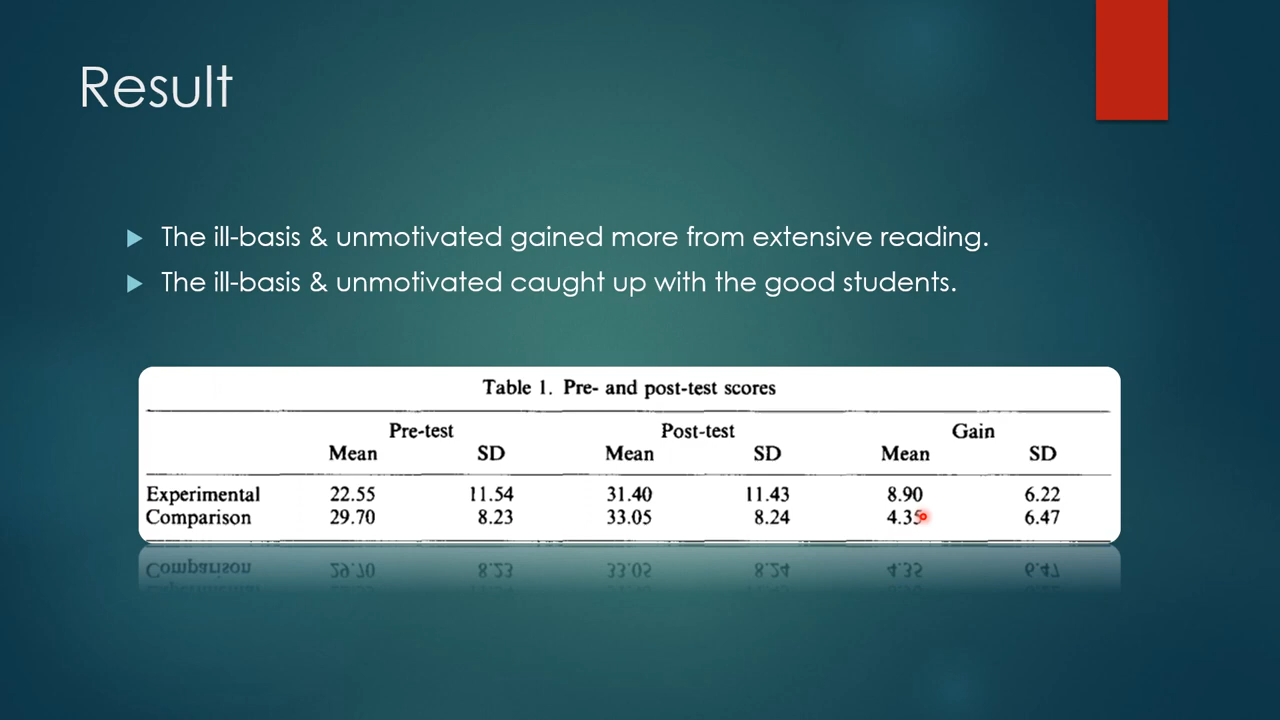 Result
The ill-basis & unmotivated gained more from extensive reading.
The ill-basis & unmotivated caught up with the good students.
Table 1. Pre- and post-test scores
Pre-test Post-test Gain
Mean SD Mean SD Mean SD
Experimental 22.55 11.54 31.40 11.43 8.90 6.22
Comparison 29.70 8.23 33.05 8.24 4.35 6.47